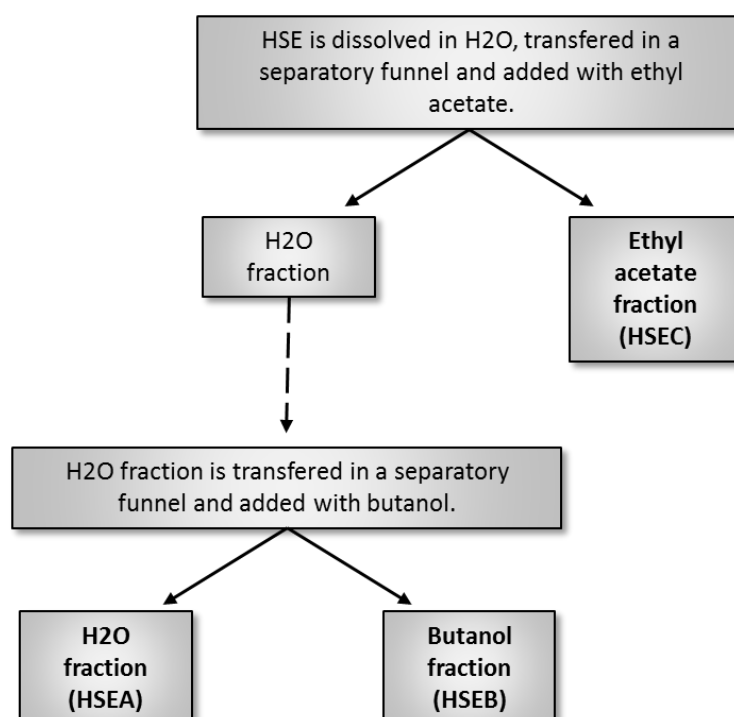 HSE is dissolved in H2O, transfered in a
separatory funnel and added with ethyl
acetate.
H2O
fraction
Ethyl
acetate
fraction
(HSEC)
H2O fraction is transfered in a separatory
funnel and added with butanol.
H2O
fraction
(HSEA)
Butanol
fraction
(HSEB)